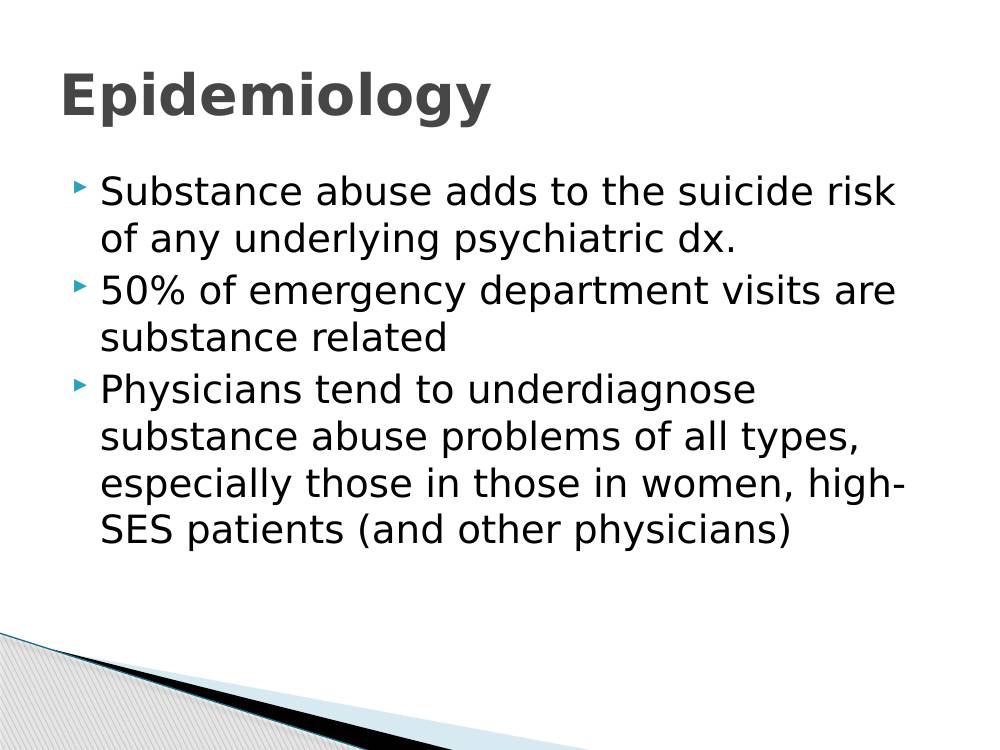 Epidemiology
Substance abuse adds to the suicide risk
of any underlying psychiatric dx.
50% of emergency department visits are
substance related
Physicians tend to underdiagnose
substance abuse problems of all types,
especially those in those in women, high-
SES patients (and other physicians)